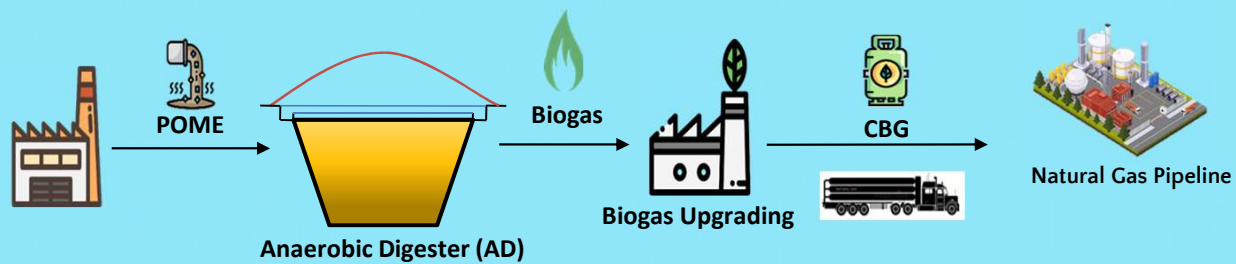 POME
Anaerobic Digester (AD)
Biogas
Biogas Upgrading
CBG
Natural Gas Pipeline